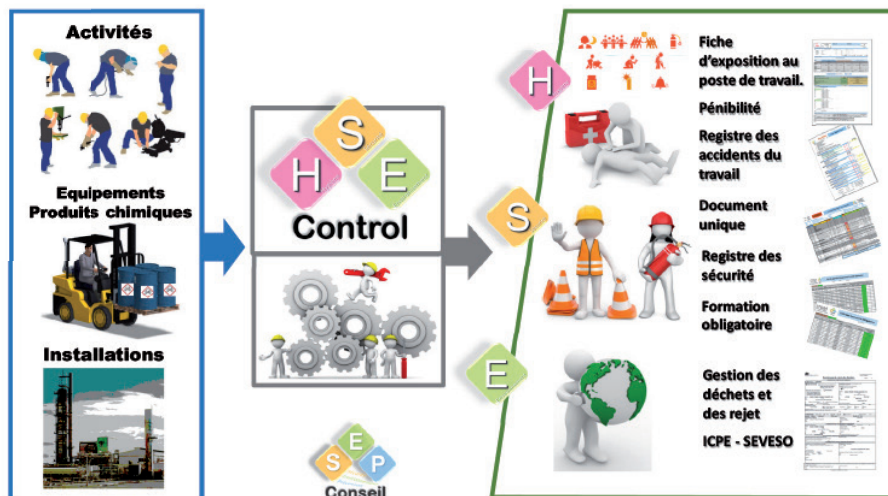 Activités
Equipements
Produits chimiques
Installations
S
H
E
Control
S
E
P
Conseil
H
S
E
Fiche
d'exposition au
poste de travail.
Pénibilité
Registre des
accidents du
travail
Document
unique
Registre des
sécurité
Formation
obligatoire
Gestion des
déchets et
des rejet
ICPE - SEVESO